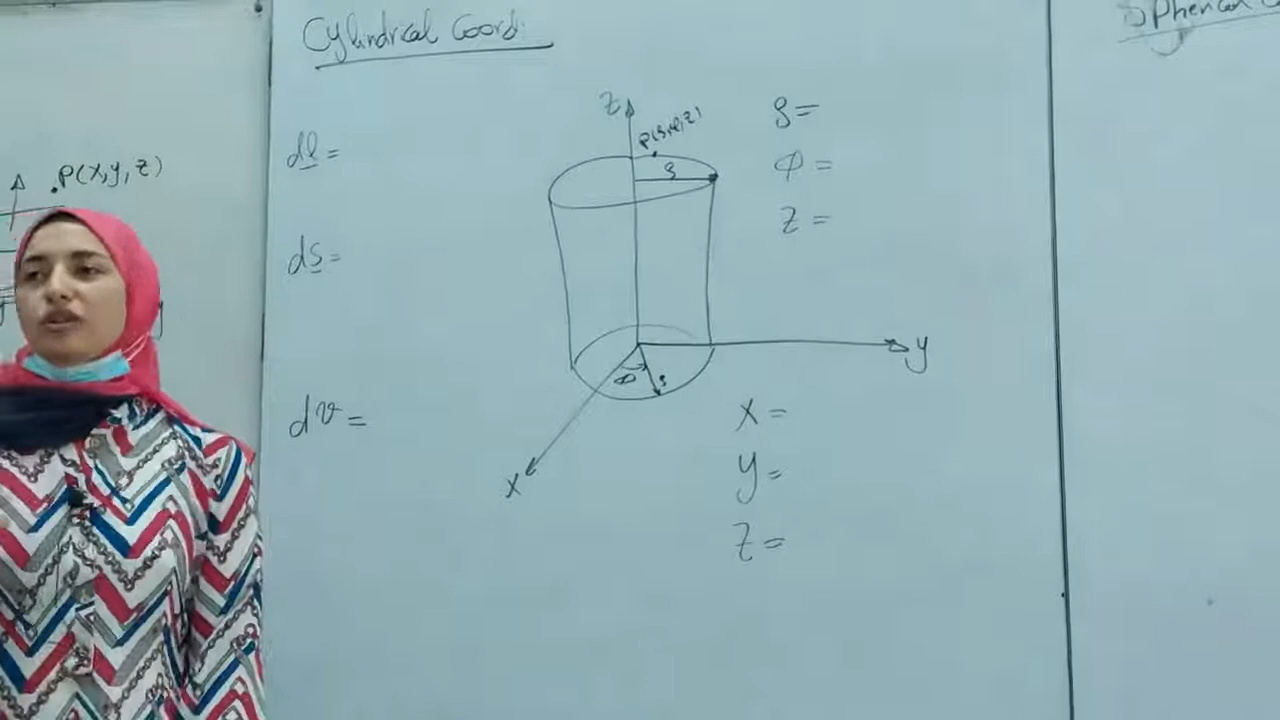 P(x,y,z)
Cylindrical Coord.
dl =
ds =
dv =
z
P(ρ,φ,z)
ρ
φ
ρ
y
x
ρ =
φ =
z =
x =
y =
z =